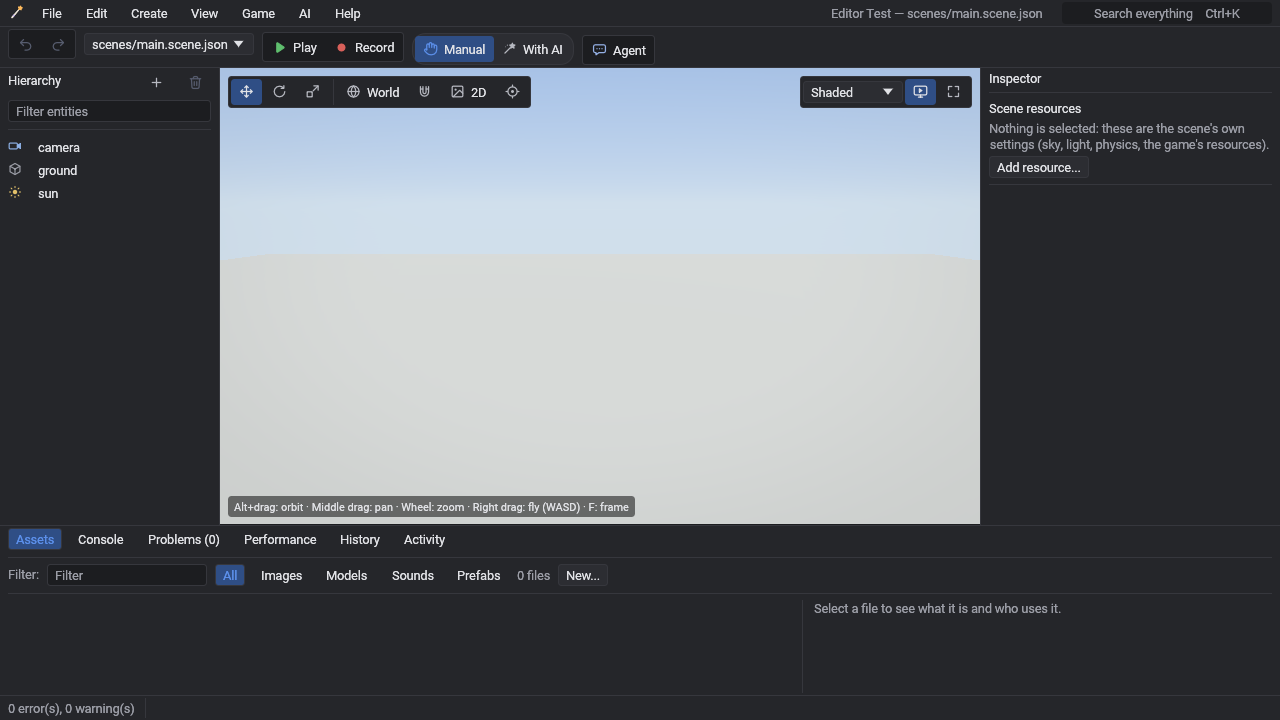 File Edit Create View Game AI Help Editor Test — scenes/main.scene.json Search everything Ctrl+K
scenes/main.scene.json Play Record Manual With AI Agent
Hierarchy
Filter entities
camera
ground
sun
World 2D Shaded
Alt+drag: orbit · Middle drag: pan · Wheel: zoom · Right drag: fly (WASD) · F: frame
Inspector
Scene resources
Nothing is selected: these are the scene's own
settings (sky, light, physics, the game's resources).
Add resource...
Assets Console Problems (0) Performance History Activity
Filter: Filter All Images Models Sounds Prefabs 0 files New...
Select a file to see what it is and who uses it.
0 error(s), 0 warning(s)